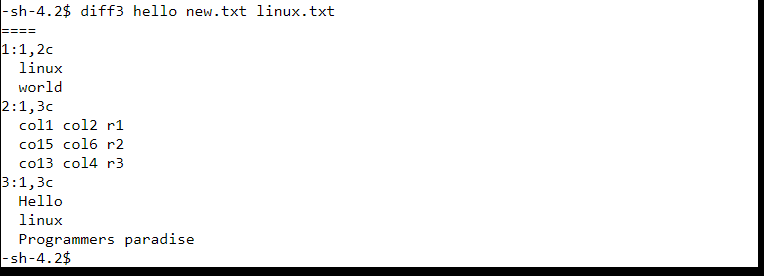 -sh-4.2$ diff3 hello new.txt linux.txt
====
1:1,2c
  linux
  world
2:1,3c
  col1 col2 r1
  co15 col6 r2
  co13 col4 r3
3:1,3c
  Hello
  linux
  Programmers paradise
-sh-4.2$